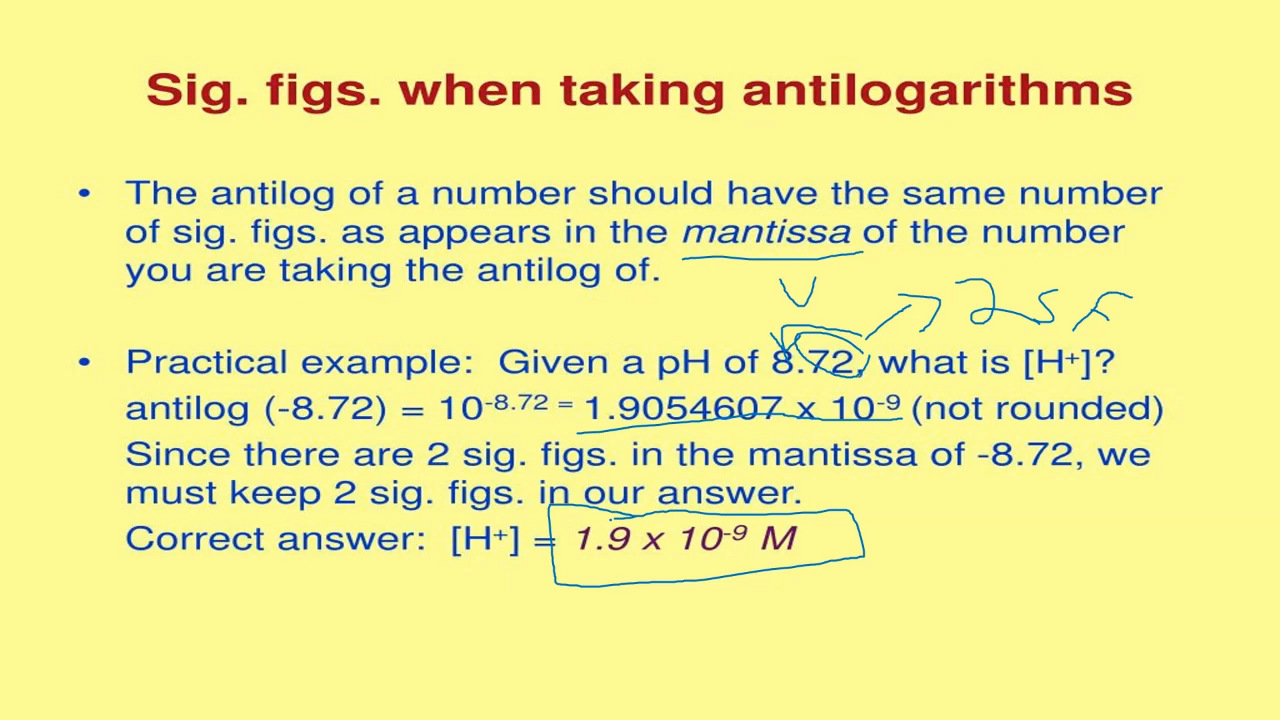 Sig. figs. when taking antilogarithms
• The antilog of a number should have the same number
of sig. figs. as appears in the mantissa of the number
you are taking the antilog of.
2 S F
• Practical example: Given a pH of 8.72, what is [H⁺]?
antilog (-8.72) = 10⁻⁸·⁷² = 1.9054607 x 10⁻⁹ (not rounded)
Since there are 2 sig. figs. in the mantissa of -8.72, we
must keep 2 sig. figs. in our answer.
Correct answer: [H⁺] = 1.9 x 10⁻⁹ M